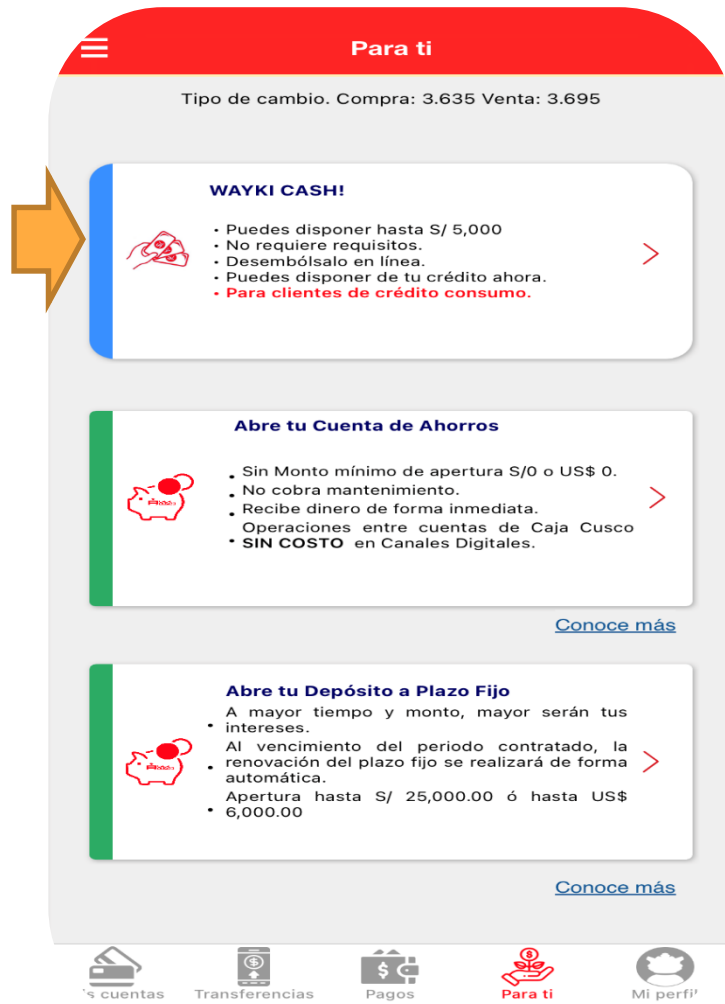 Para ti
Tipo de cambio. Compra: 3.635 Venta: 3.695
WAYKI CASH!
• Puedes disponer hasta S/ 5,000
• No requiere requisitos.
• Desembólsalo en línea.
• Puedes disponer de tu crédito ahora.
• Para clientes de crédito consumo.
Abre tu Cuenta de Ahorros
• Sin Monto mínimo de apertura S/0 o US$ 0.
• No cobra mantenimiento.
• Recibe dinero de forma inmediata.
Operaciones entre cuentas de Caja Cusco
• SIN COSTO en Canales Digitales.
Conoce más
Abre tu Depósito a Plazo Fijo
A mayor tiempo y monto, mayor serán tus
• intereses.
Al vencimiento del periodo contratado, la
• renovación del plazo fijo se realizará de forma
automática.
Apertura hasta S/ 25,000.00 ó hasta US$
• 6,000.00
Conoce más
's cuentas Transferencias Pagos Para ti Mi perfi